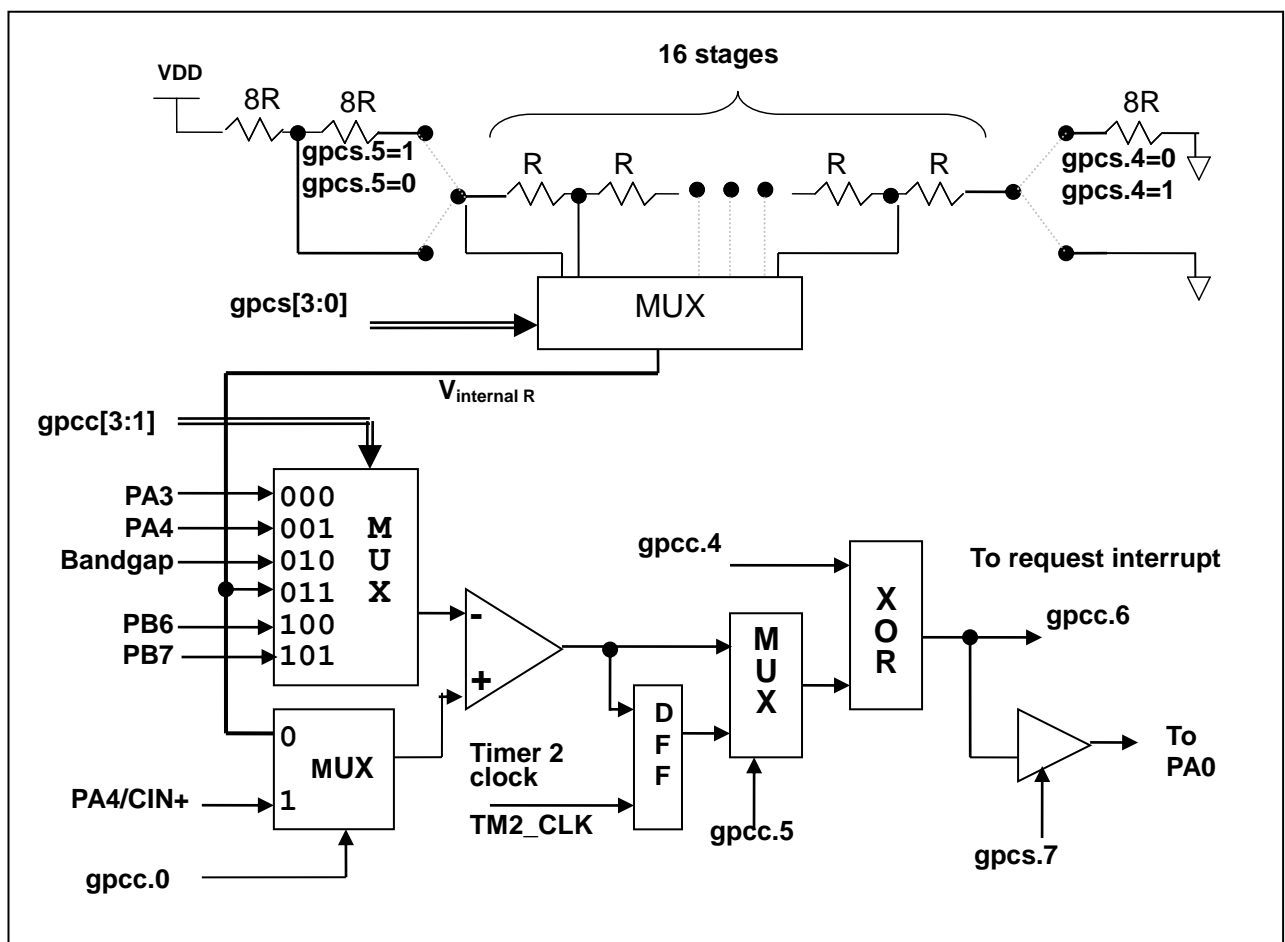 16 stages
VDD
8R
8R
8R
gpcs.5=1
gpcs.5=0
R
R
R
R
gpcs.4=0
gpcs.4=1
gpcs[3:0]
MUX
Vinternal R
gpcc[3:1]
PA3
000
PA4
001
Bandgap
010
011
PB6
100
PB7
101
M
U
X
-
+
gpcc.4
XOR
To request interrupt
gpcc.6
MUX
DFF
Timer 2
clock
TM2_CLK
gpcc.5
To
PA0
gpcs.7
0
MUX
PA4/CIN+
1
gpcc.0